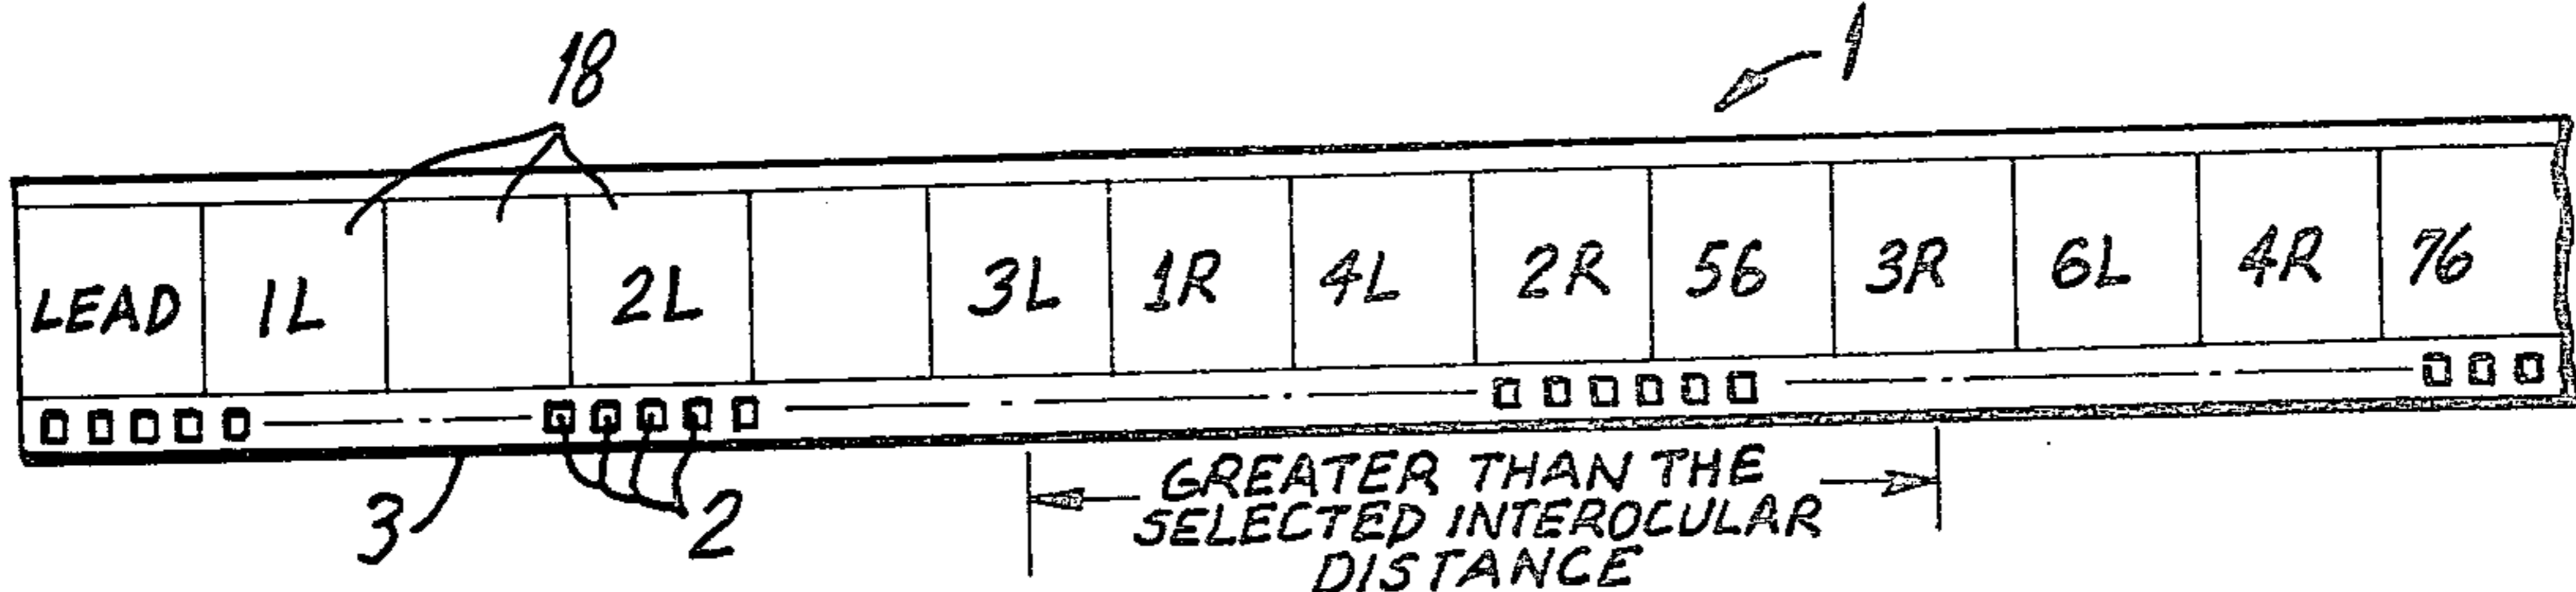 18
1
LEAD 1L 2L 3L 1R 4L 2R 56 3R 6L 4R 76
3
2
GREATER THAN THE
SELECTED INTEROCULAR
DISTANCE